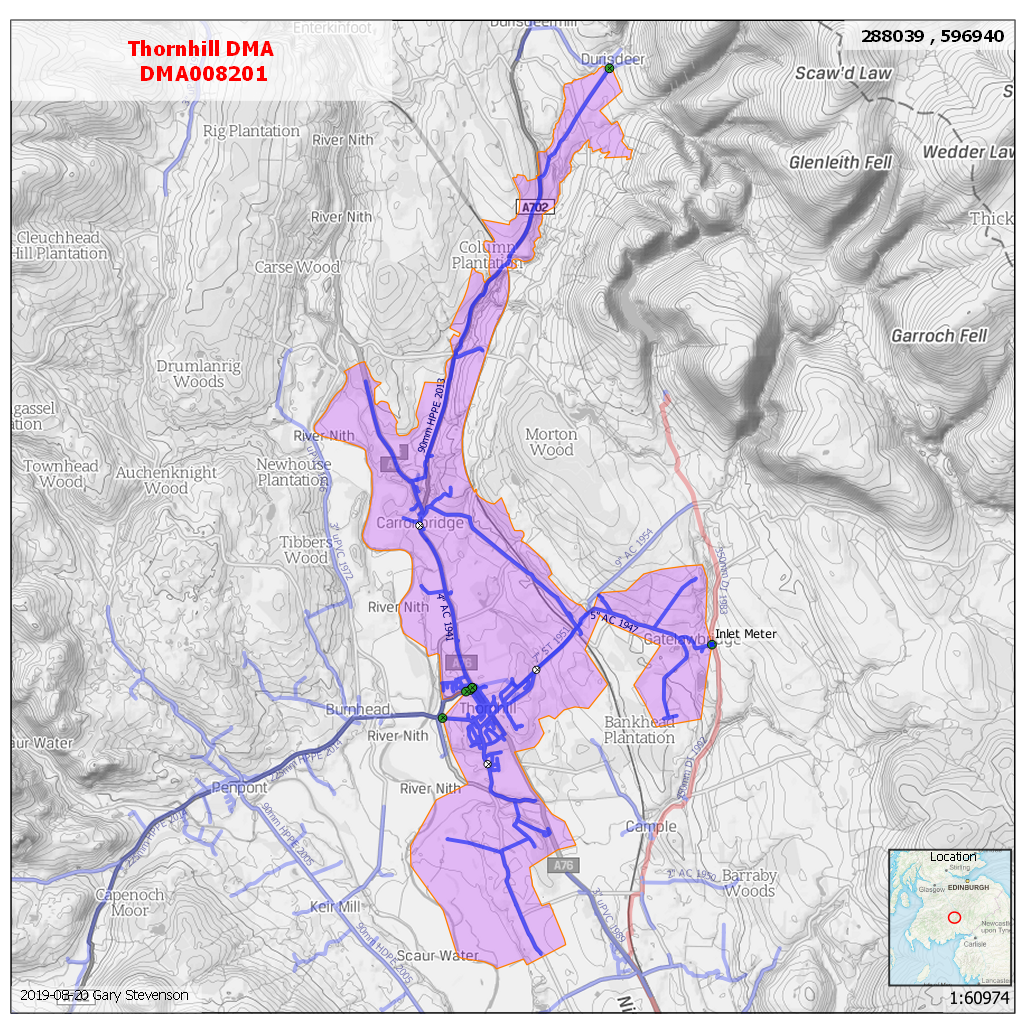 Enterkinfoot
Durisdeermill
Thornhill DMA
DMA008201
288039 , 596940
Durisdeer
Scaw'd Law
Rig Plantation
River Nith
Glenleith Fell
Wedder Law
A702
River Nith
Thick
Cleuchhead
Hill Plantation
Column
Plantation
Carse Wood
Garroch Fell
Drumlanrig
Woods
90mm HPPE 2013
gassel
ation
River Nith
Morton
Wood
Townhead
Wood
Auchenknight
Wood
Newhouse
Plantation
Carronbridge
Tibbers
Wood
3" uPVC 1972
9" AC 1954
350mm DI 1983
River Nith
4" AC 1941
5" AC 1947
Inlet Meter
Gatelawbridge
7" ST 1951
A76
Thornhill
Burnhead
River Nith
Bankhead
Plantation
aur Water
River Nith
Penpont
90mm HPPE 2005
Cample
A76
3" AC 1950
Barraby
Woods
Capenoch
Moor
Keir Mill
3" uPVC 1989
90mm HDPE 2005
Scaur Water
Location
Stirling
Glasgow
EDINBURGH
Newcastle
upon Tyne
Carlisle
Lancaster
2019-03-20 Gary Stevenson
1:60974